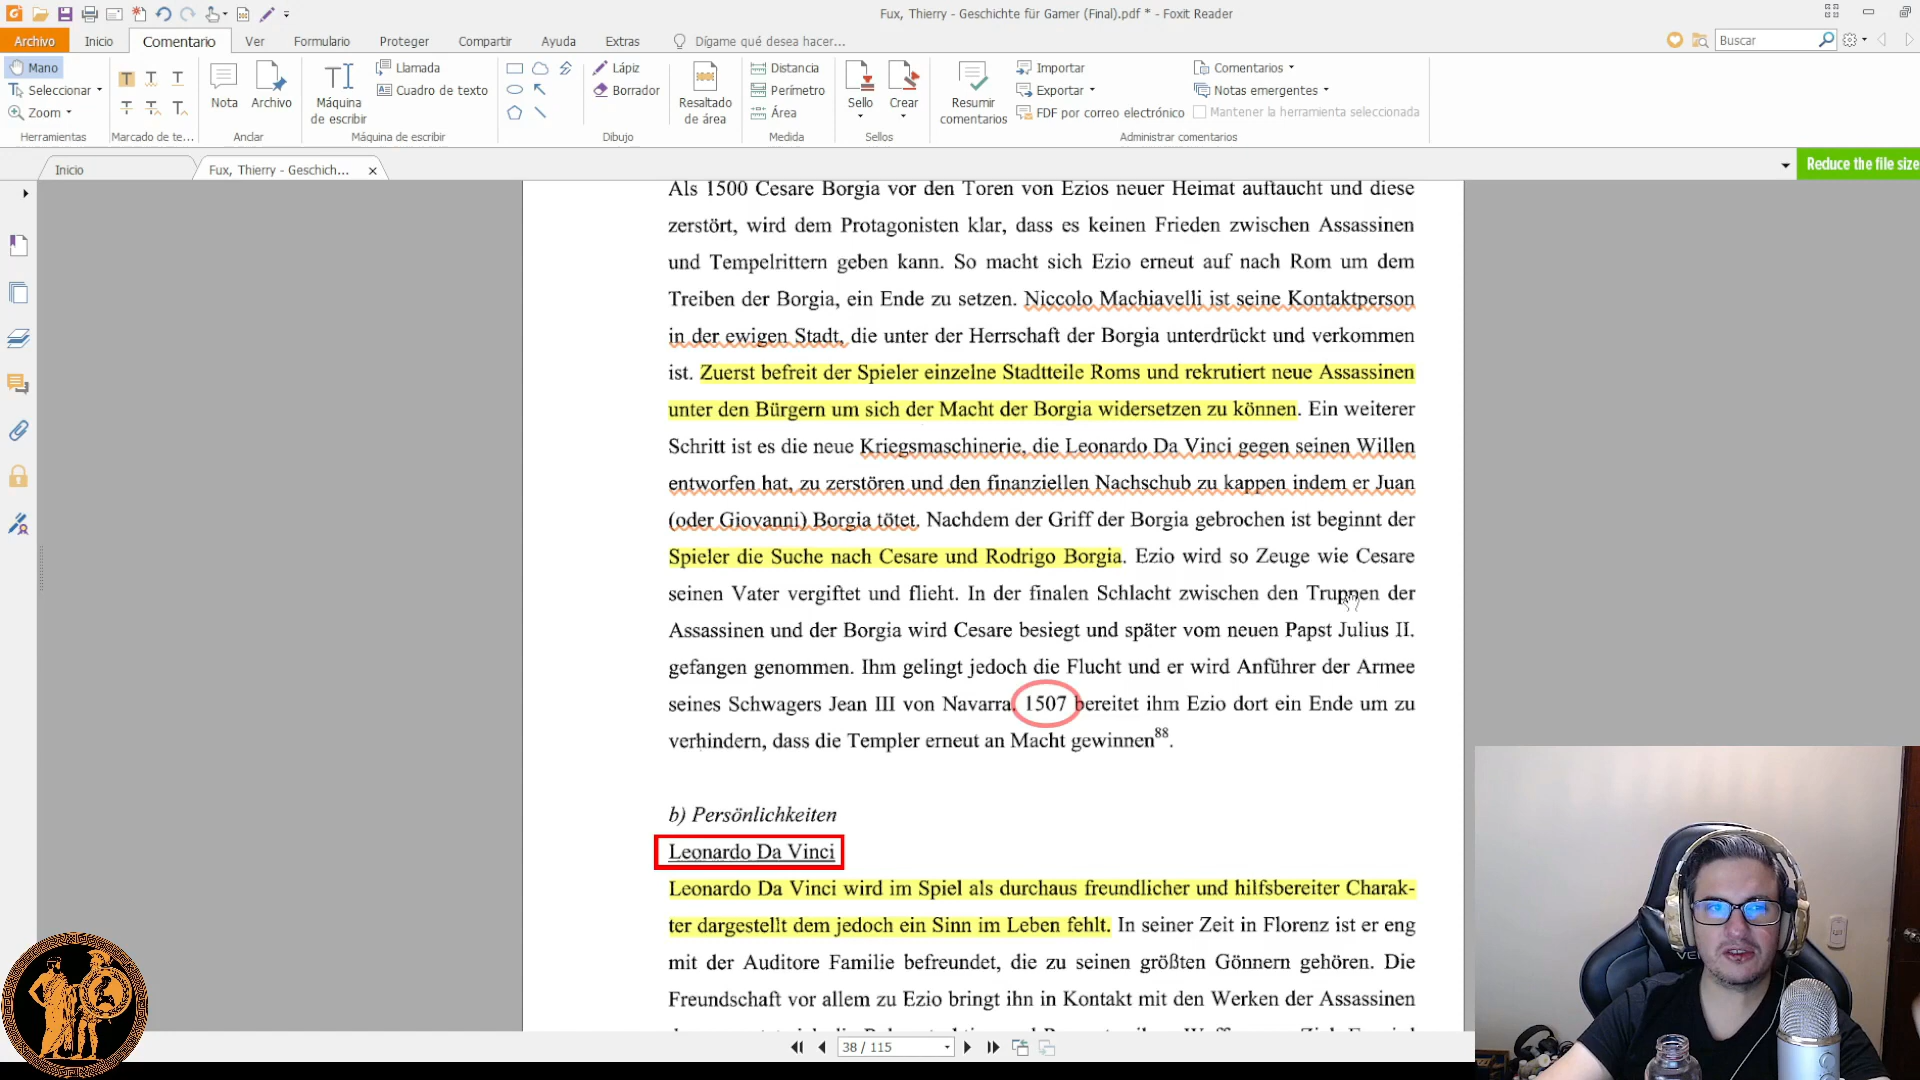 Fux, Thierry - Geschichte für Gamer (Final).pdf * - Foxit Reader
Archivo Inicio Comentario Ver Formulario Proteger Compartir Ayuda Extras Dígame qué desea hacer... Buscar
Mano
Seleccionar
Zoom
Herramientas
Marcado de te...
Nota Archivo
Anclar
Máquina de escribir
Llamada
Cuadro de texto
Máquina de escribir
Lápiz
Borrador
Dibujo
Resaltado de área
Distancia
Perímetro
Área
Medida
Sello Crear
Sellos
Resumir comentarios
Importar
Exportar
FDF por correo electrónico
Comentarios
Notas emergentes
Mantener la herramienta seleccionada
Administrar comentarios
Inicio
Fux, Thierry - Geschich...
Reduce the file size
Als 1500 Cesare Borgia vor den Toren von Ezios neuer Heimat auftaucht und diese
zerstört, wird dem Protagonisten klar, dass es keinen Frieden zwischen Assassinen
und Tempelrittern geben kann. So macht sich Ezio erneut auf nach Rom um dem
Treiben der Borgia, ein Ende zu setzen. Niccolo Machiavelli ist seine Kontaktperson
in der ewigen Stadt, die unter der Herrschaft der Borgia unterdrückt und verkommen
ist. Zuerst befreit der Spieler einzelne Stadtteile Roms und rekrutiert neue Assassinen
unter den Bürgern um sich der Macht der Borgia widersetzen zu können. Ein weiterer
Schritt ist es die neue Kriegsmaschinerie, die Leonardo Da Vinci gegen seinen Willen
entworfen hat, zu zerstören und den finanziellen Nachschub zu kappen indem er Juan
(oder Giovanni) Borgia tötet. Nachdem der Griff der Borgia gebrochen ist beginnt der
Spieler die Suche nach Cesare und Rodrigo Borgia. Ezio wird so Zeuge wie Cesare
seinen Vater vergiftet und flieht. In der finalen Schlacht zwischen den Truppen der
Assassinen und der Borgia wird Cesare besiegt und später vom neuen Papst Julius II.
gefangen genommen. Ihm gelingt jedoch die Flucht und er wird Anführer der Armee
seines Schwagers Jean III von Navarra. 1507 bereitet ihm Ezio dort ein Ende um zu
verhindern, dass die Templer erneut an Macht gewinnen88.
b) Persönlichkeiten
Leonardo Da Vinci
Leonardo Da Vinci wird im Spiel als durchaus freundlicher und hilfsbereiter Charak-
ter dargestellt dem jedoch ein Sinn im Leben fehlt. In seiner Zeit in Florenz ist er eng
mit der Auditore Familie befreundet, die zu seinen größten Gönnern gehören. Die
Freundschaft vor allem zu Ezio bringt ihn in Kontakt mit den Werken der Assassinen
38 / 115